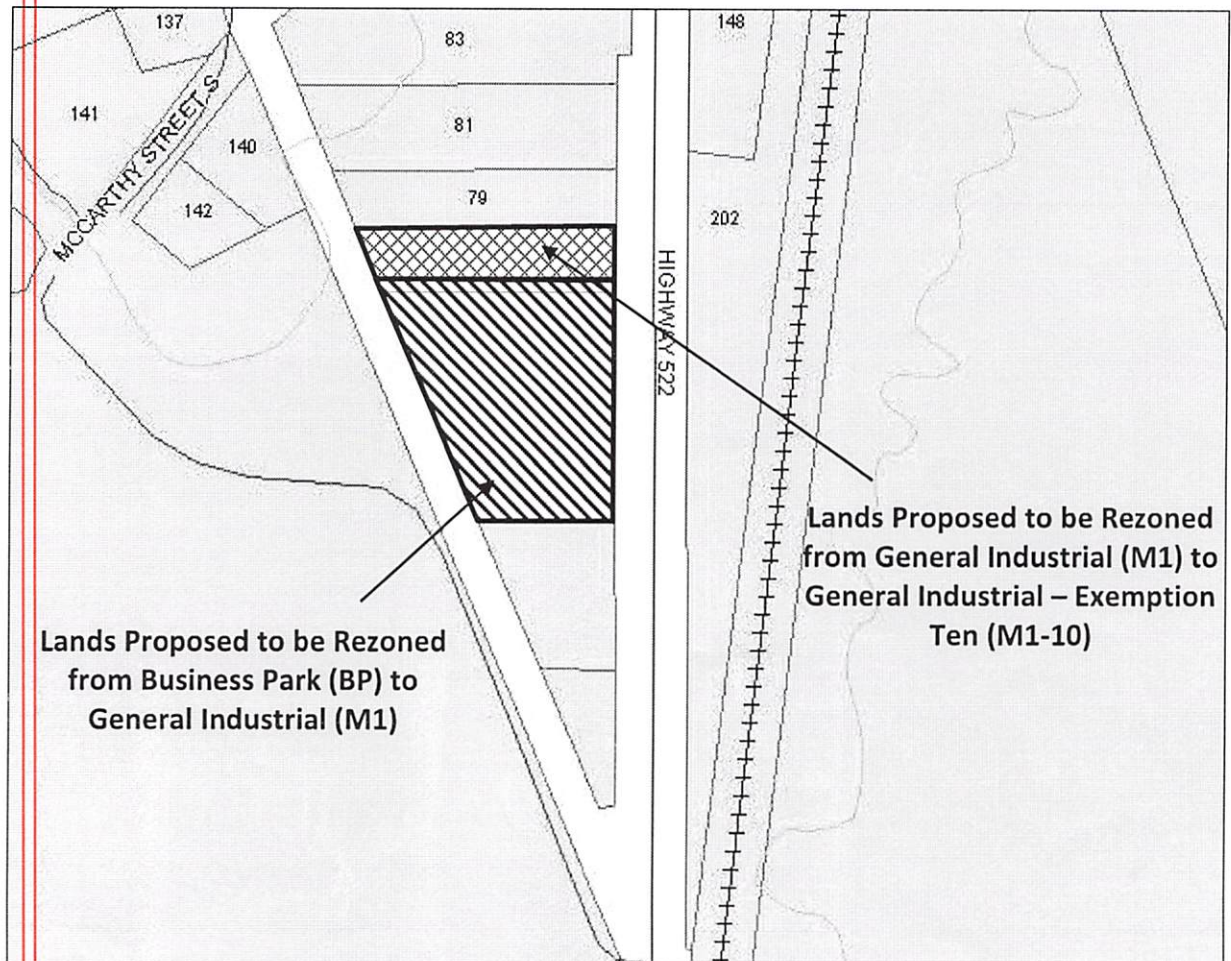 137
83
148
141
MCCARTHY STREET S
140
81
142
79
202
HIGHWAY 522
Lands Proposed to be Rezoned
from General Industrial (M1) to
General Industrial – Exemption
Ten (M1-10)
Lands Proposed to be Rezoned
from Business Park (BP) to
General Industrial (M1)